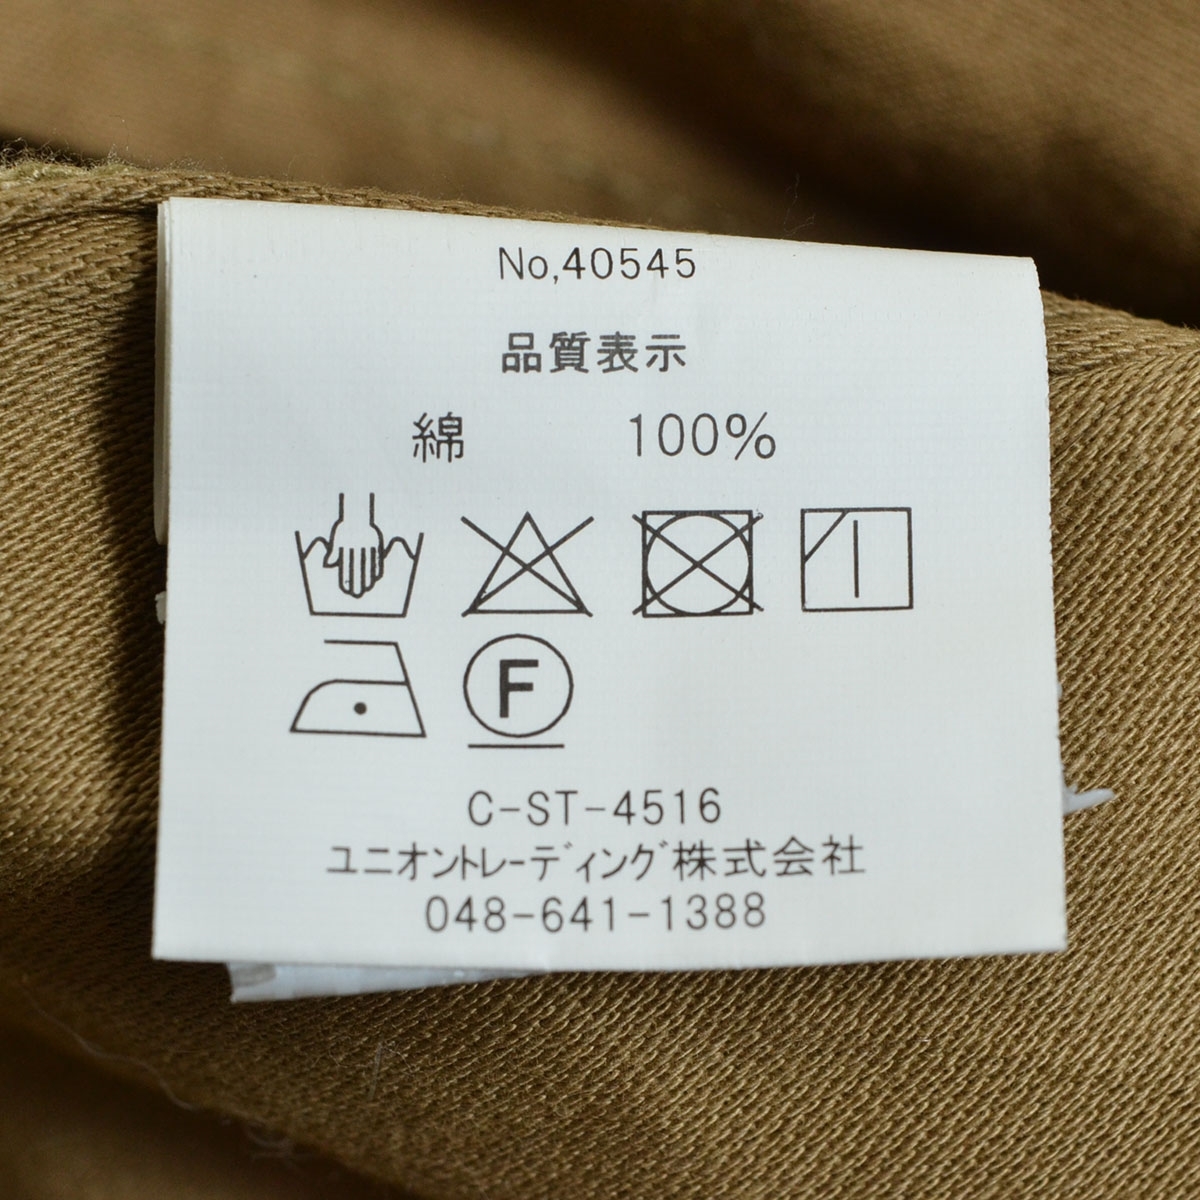 No,40545
品質表示
綿 100%
F
C-ST-4516
ユニオントレーディング株式会社
048-641-1388